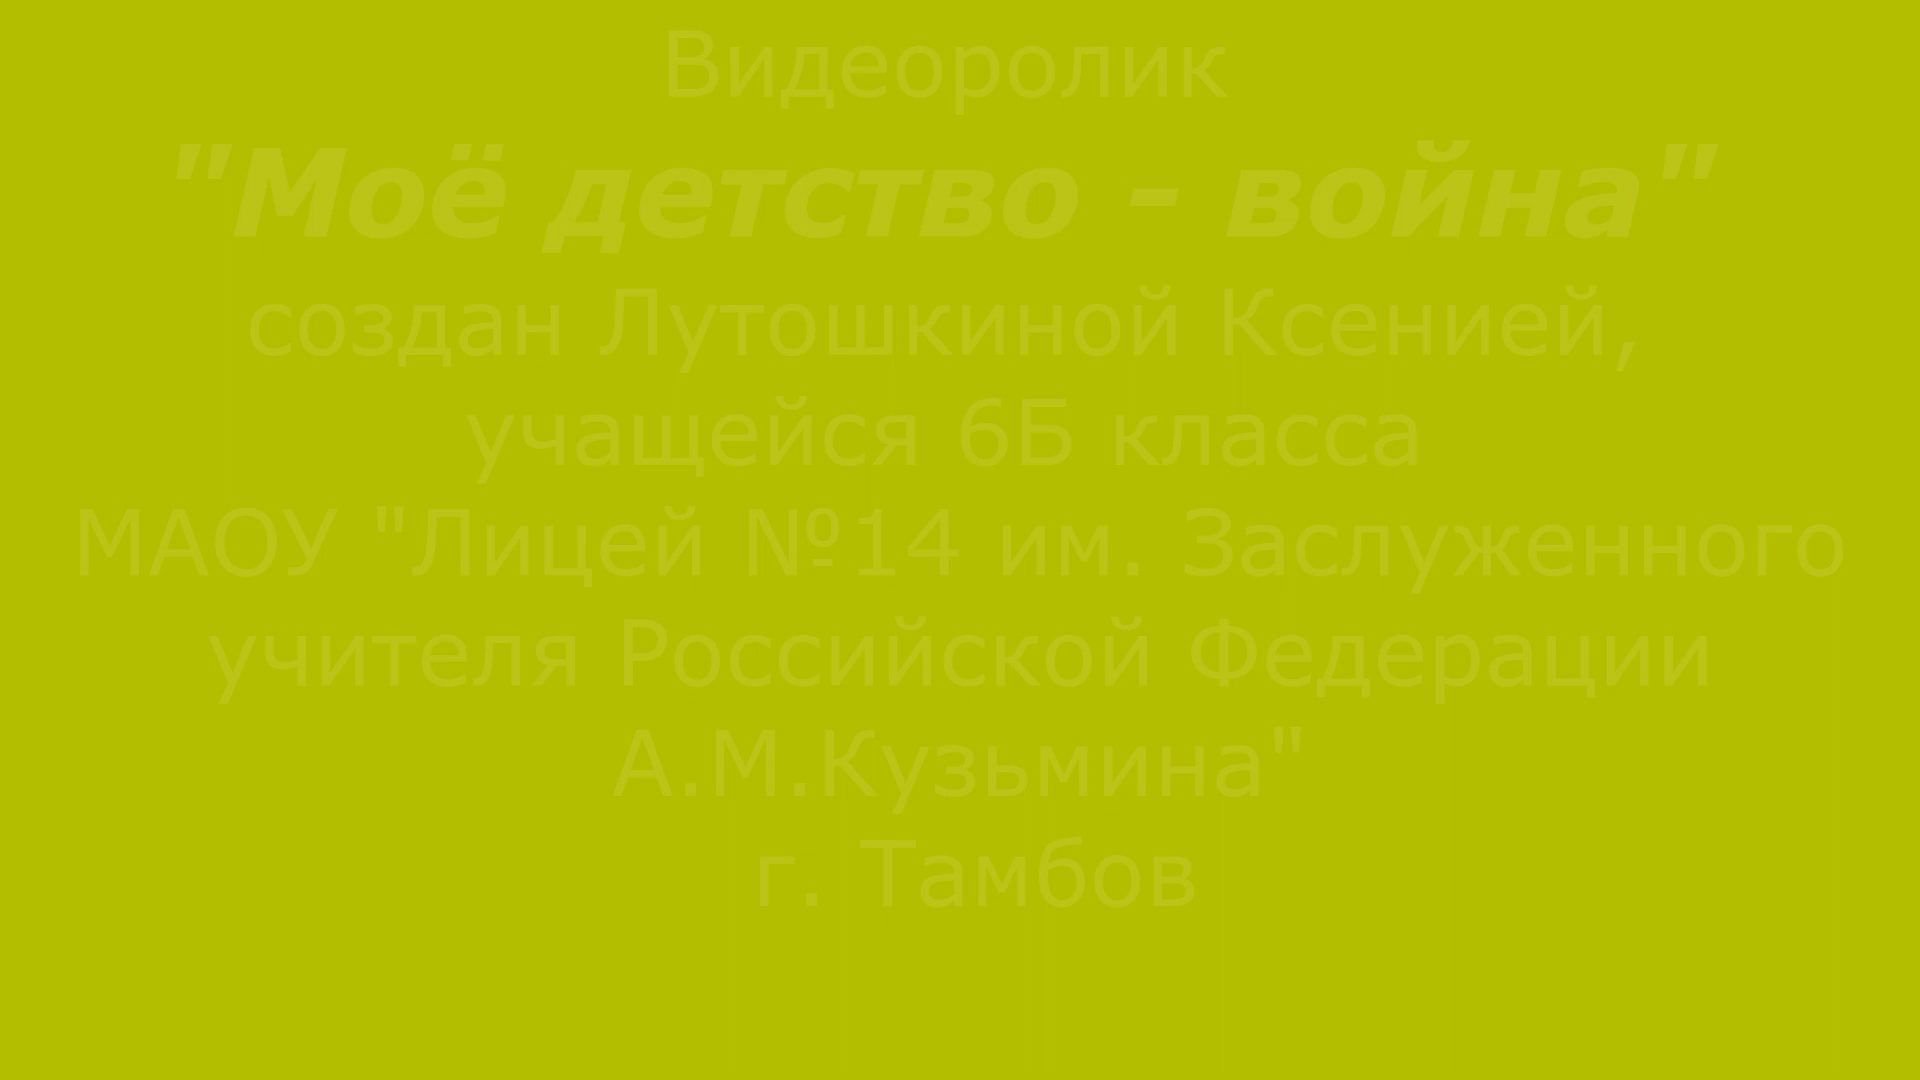 Видеоролик
"Моё детство - война"
создан Лутошкиной Ксенией,
учащейся 6Б класса
МАОУ "Лицей №14 им. Заслуженного
учителя Российской Федерации
А.М.Кузьмина"
г. Тамбов